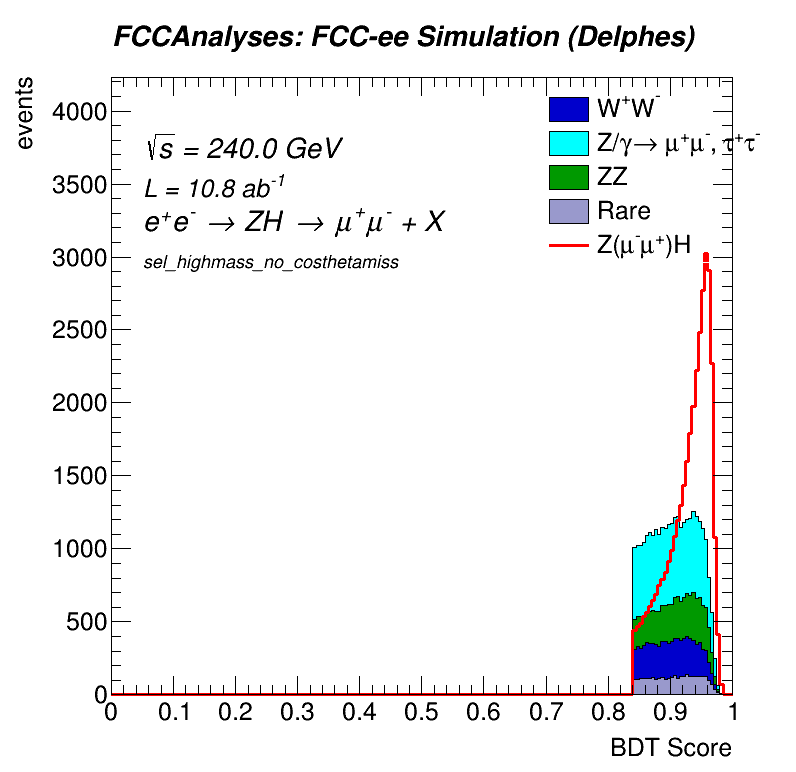 FCCAnalyses: FCC-ee Simulation (Delphes)
events
4000
3500
3000
2500
2000
1500
1000
500
0
√s = 240.0 GeV
L = 10.8 ab⁻¹
e⁺e⁻ → ZH → μ⁺μ⁻ + X
sel_highmass_no_costhetamiss
W⁺W⁻
Z/γ→ μ⁺μ⁻, τ⁺τ⁻
ZZ
Rare
Z(μ⁻μ⁺)H
0 0.1 0.2 0.3 0.4 0.5 0.6 0.7 0.8 0.9 1
BDT Score